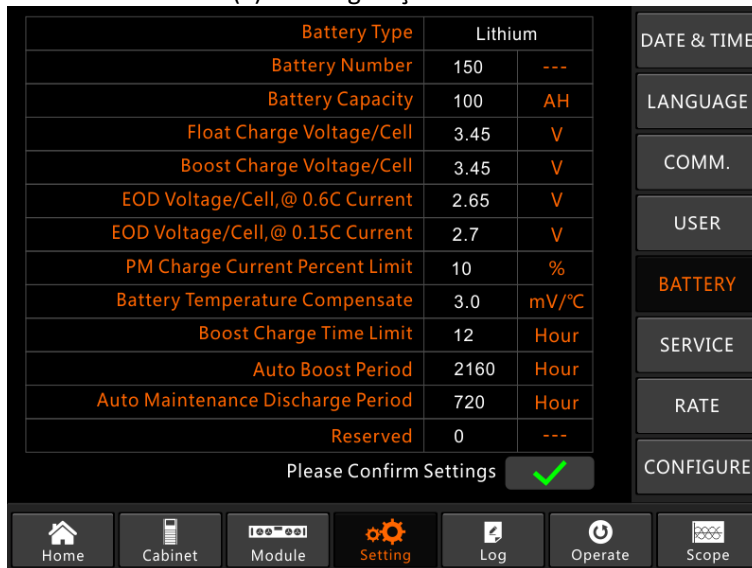 Battery Type Lithium
Battery Number 150 ---
Battery Capacity 100 AH
Float Charge Voltage/Cell 3.45 V
Boost Charge Voltage/Cell 3.45 V
EOD Voltage/Cell,@ 0.6C Current 2.65 V
EOD Voltage/Cell,@ 0.15C Current 2.7 V
PM Charge Current Percent Limit 10 %
Battery Temperature Compensate 3.0 mV/℃
Boost Charge Time Limit 12 Hour
Auto Boost Period 2160 Hour
Auto Maintenance Discharge Period 720 Hour
Reserved 0 ---
Please Confirm Settings
DATE & TIME
LANGUAGE
COMM.
USER
BATTERY
SERVICE
RATE
CONFIGURE
Home Cabinet Module Setting Log Operate Scope